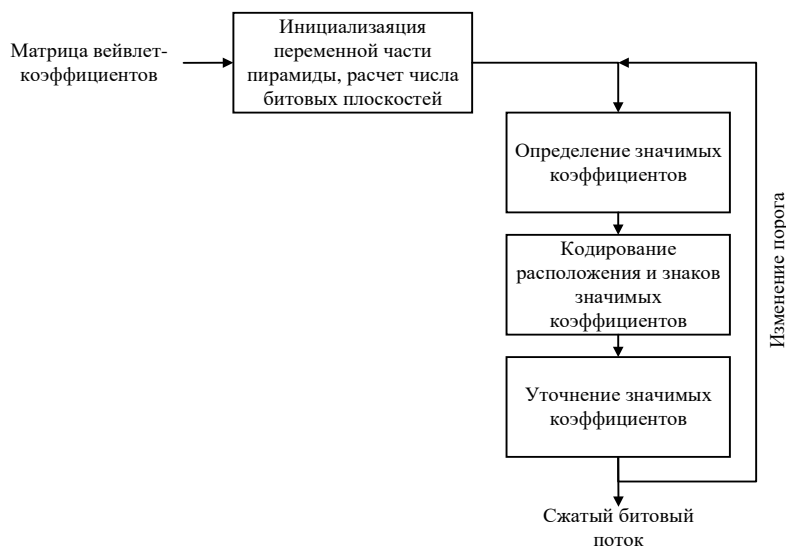 Матрица вейвлет-
коэффициентов
Инициализаяция
переменной части
пирамиды, расчет числа
битовых плоскостей
Определение значимых
коэффициентов
Кодирование
расположения и знаков
значимых
коэффициентов
Уточнение значимых
коэффициентов
Изменение порога
Сжатый битовый
поток